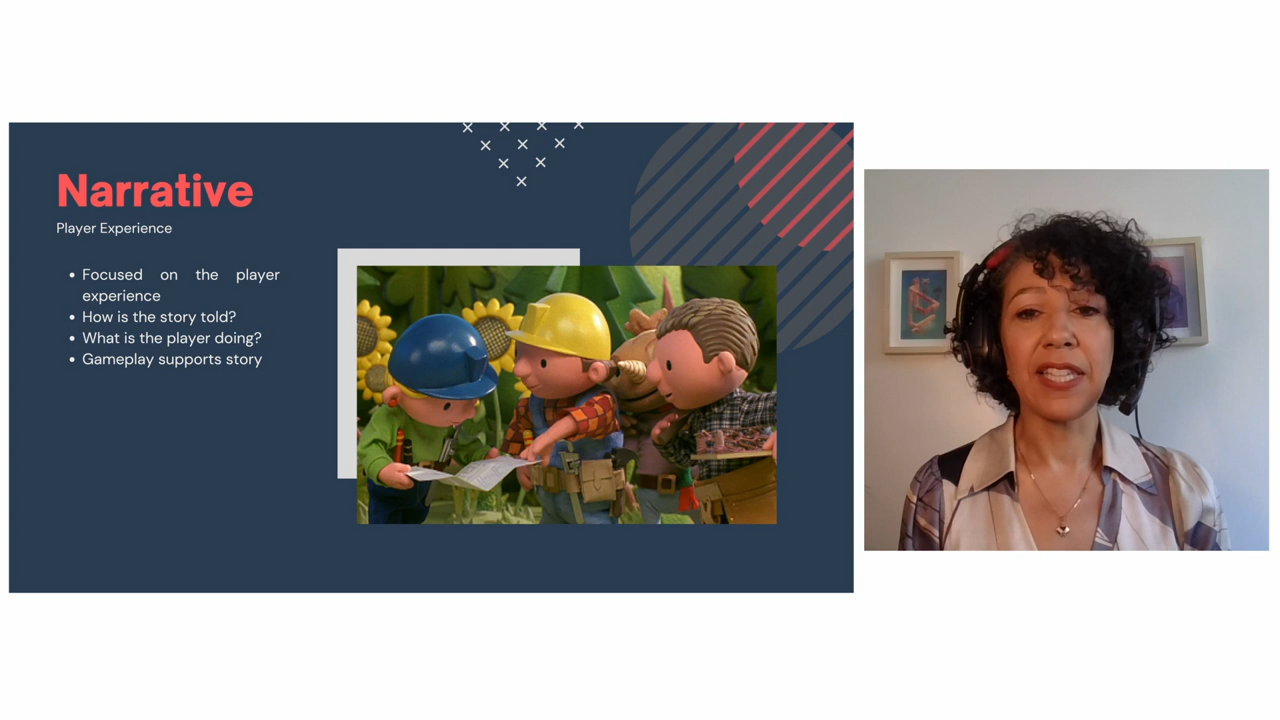 Narrative
Player Experience
• Focused on the player
experience
• How is the story told?
• What is the player doing?
• Gameplay supports story